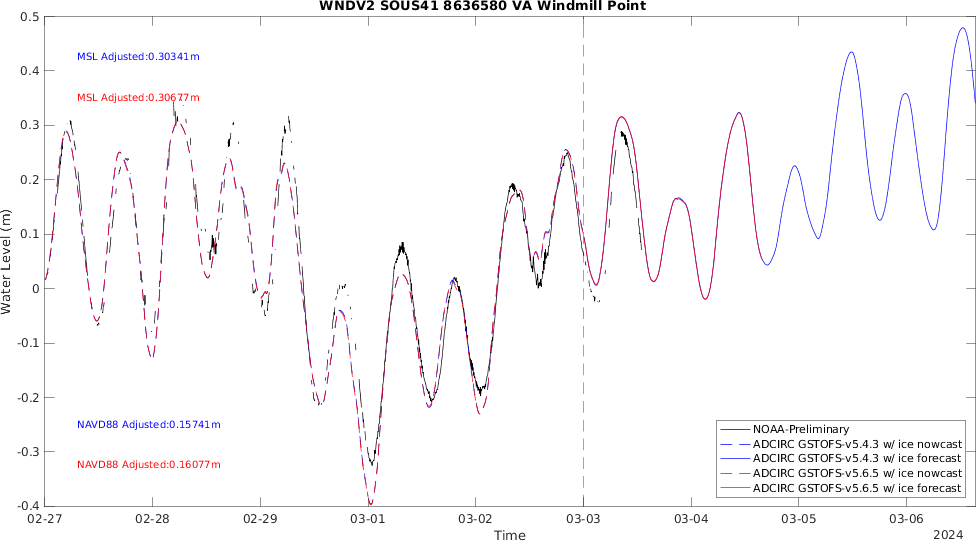 WNDV2 SOUS41 8636580 VA Windmill Point
0.5
0.4
0.3
0.2
0.1
0
-0.1
-0.2
-0.3
-0.4
Water Level (m)
MSL Adjusted:0.30341m
MSL Adjusted:0.30677m
NAVD88 Adjusted:0.15741m
NAVD88 Adjusted:0.16077m
NOAA-Preliminary
ADCIRC GSTOFS-v5.4.3 w/ ice nowcast
ADCIRC GSTOFS-v5.4.3 w/ ice forecast
ADCIRC GSTOFS-v5.6.5 w/ ice nowcast
ADCIRC GSTOFS-v5.6.5 w/ ice forecast
02-27 02-28 02-29 03-01 03-02 03-03 03-04 03-05 03-06
Time
2024